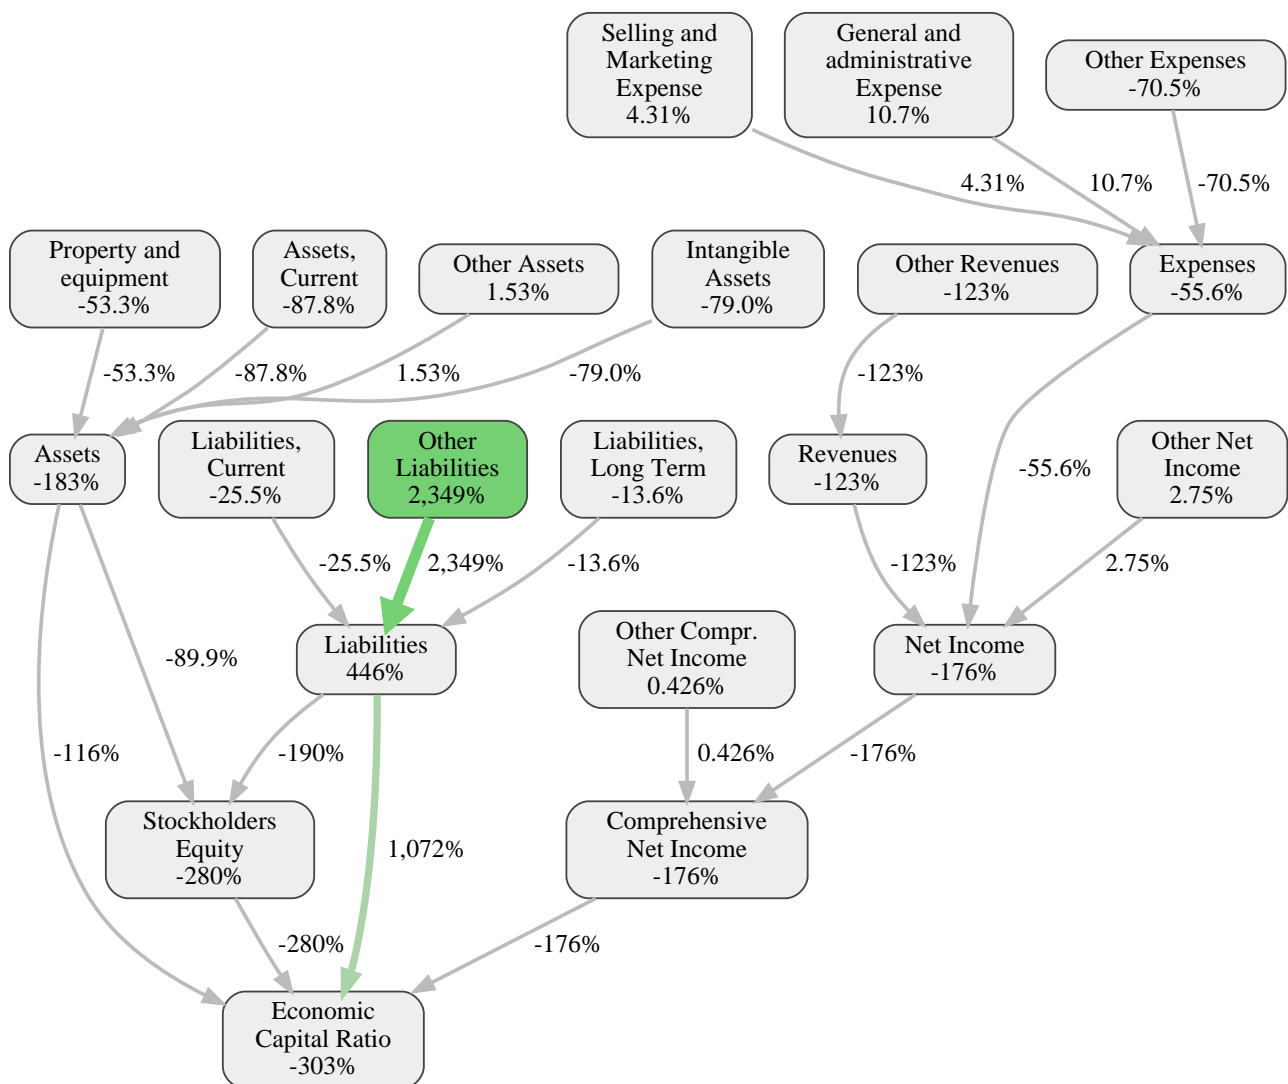 Selling and
Marketing
Expense
4.31%
General and
administrative
Expense
10.7%
Other Expenses
-70.5%
4.31%
10.7%
-70.5%
Property and
equipment
-53.3%
Assets,
Current
-87.8%
Other Assets
1.53%
Intangible
Assets
-79.0%
Other Revenues
-123%
Expenses
-55.6%
-53.3%
-87.8%
1.53%
-79.0%
-123%
Assets
-183%
Liabilities,
Current
-25.5%
Other
Liabilities
2,349%
Liabilities,
Long Term
-13.6%
Revenues
-123%
-55.6%
Other Net
Income
2.75%
-25.5%
2,349%
-13.6%
-123%
2.75%
-89.9%
Liabilities
446%
Other Compr.
Net Income
0.426%
Net Income
-176%
-116%
-190%
0.426%
-176%
Stockholders
Equity
-280%
1,072%
Comprehensive
Net Income
-176%
-280%
-176%
Economic
Capital Ratio
-303%